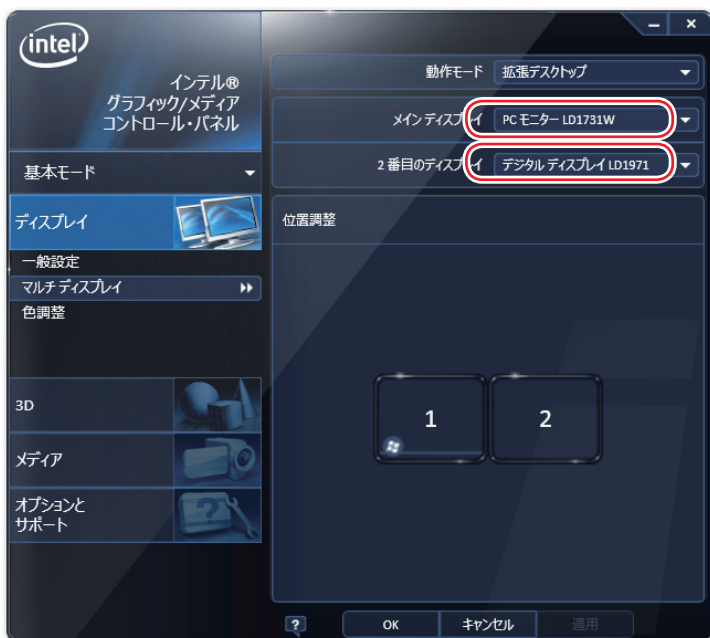 intel
インテル®
グラフィック/メディア
コントロール・パネル
基本モード
ディスプレイ
一般設定
マルチ ディスプレイ
色調整
3D
メディア
オプションと
サポート
動作モード 拡張デスクトップ
メイン ディスプレイ PC モニター LD1731W
2 番目のディスプレイ デジタル ディスプレイ LD1971
位置調整
1 2
? OK キャンセル 適用